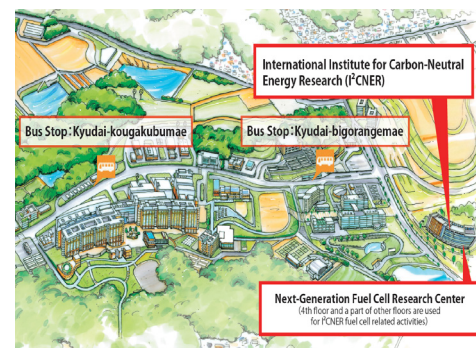 International Institute for Carbon-Neutral
Energy Research (I²CNER)
Bus Stop：Kyudai-kougakubumae
Bus Stop：Kyudai-bigorangemae
Next-Generation Fuel Cell Research Center
(4th floor and a part of other floors are used
for I²CNER fuel cell related activities)